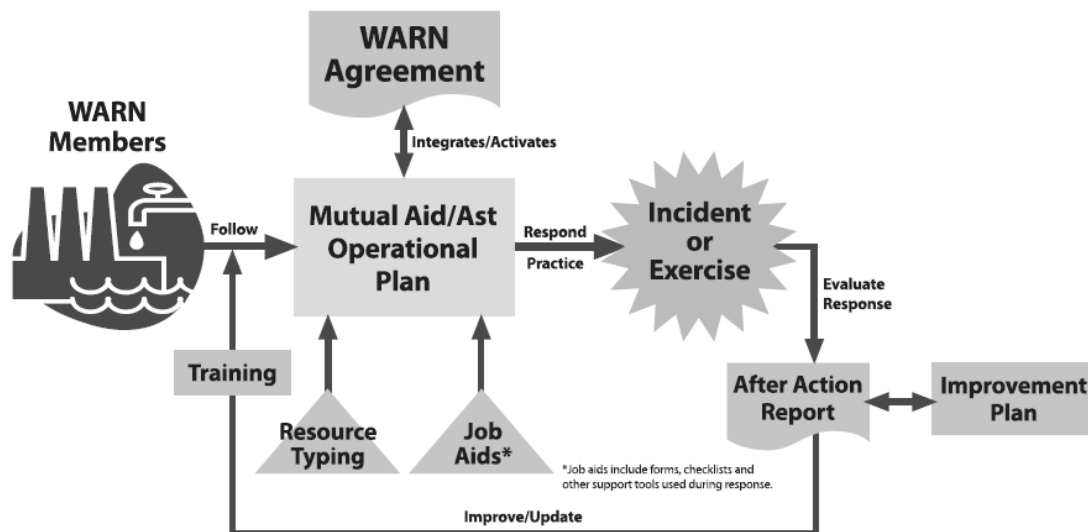 WARN
Agreement
WARN
Members
Integrates/Activates
Follow
Mutual Aid/Ast
Operational
Plan
Respond
Practice
Incident
or
Exercise
Evaluate
Response
Training
Resource
Typing
Job
Aids*
After Action
Report
Improvement
Plan
*Job aids include forms, checklists and
other support tools used during response.
Improve/Update